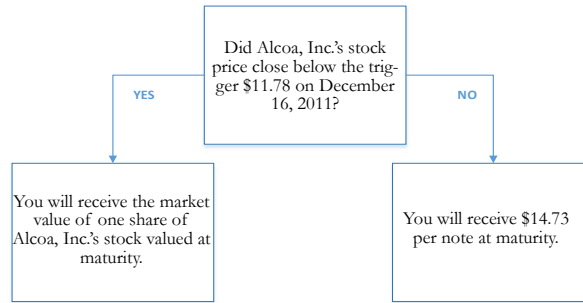 Did Alcoa, Inc.'s stock
price close below the trig-
ger $11.78 on December
16, 2011?
YES
NO
You will receive the market
value of one share of
Alcoa, Inc.'s stock valued at
maturity.
You will receive $14.73
per note at maturity.